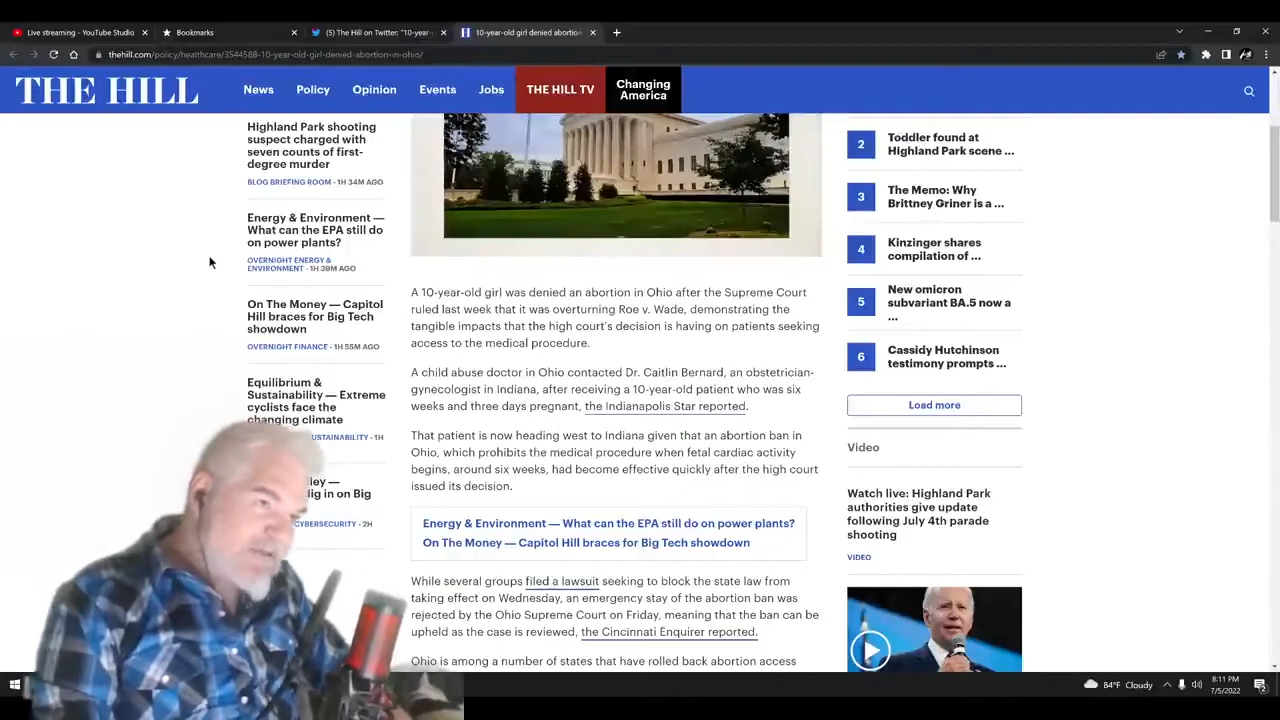 Live streaming - YouTube Studio
Bookmarks
(5) The Hill on Twitter: "10-year-
10-year-old girl denied abortion
thehill.com/policy/healthcare/3544588-10-year-old-girl-denied-abortion-in-ohio/
THE HILL
News
Policy
Opinion
Events
Jobs
THE HILL TV
Changing
America
Highland Park shooting
suspect charged with
seven counts of first-
degree murder
BLOG BRIEFING ROOM - 1H 34M AGO
Energy & Environment —
What can the EPA still do
on power plants?
OVERNIGHT ENERGY &
ENVIRONMENT - 1H 39M AGO
On The Money — Capitol
Hill braces for Big Tech
showdown
OVERNIGHT FINANCE - 1H 55M AGO
Equilibrium &
Sustainability — Extreme
cyclists face the
changing climate
USTAINABILITY - 1H
ley —
ig in on Big
CYBERSECURITY - 2H
A 10-year-old girl was denied an abortion in Ohio after the Supreme Court
ruled last week that it was overturning Roe v. Wade, demonstrating the
tangible impacts that the high court's decision is having on patients seeking
access to the medical procedure.
A child abuse doctor in Ohio contacted Dr. Caitlin Bernard, an obstetrician-
gynecologist in Indiana, after receiving a 10-year-old patient who was six
weeks and three days pregnant, the Indianapolis Star reported.
That patient is now heading west to Indiana given that an abortion ban in
Ohio, which prohibits the medical procedure when fetal cardiac activity
begins, around six weeks, had become effective quickly after the high court
issued its decision.
Energy & Environment — What can the EPA still do on power plants?
On The Money — Capitol Hill braces for Big Tech showdown
While several groups filed a lawsuit seeking to block the state law from
taking effect on Wednesday, an emergency stay of the abortion ban was
rejected by the Ohio Supreme Court on Friday, meaning that the ban can be
upheld as the case is reviewed, the Cincinnati Enquirer reported.
Ohio is among a number of states that have rolled back abortion access
2
Toddler found at
Highland Park scene ...
3
The Memo: Why
Brittney Griner is a ...
4
Kinzinger shares
compilation of ...
5
New omicron
subvariant BA.5 now a
...
6
Cassidy Hutchinson
testimony prompts ...
Load more
Video
Watch live: Highland Park
authorities give update
following July 4th parade
shooting
VIDEO
84°F Cloudy
8:11 PM
7/5/2022